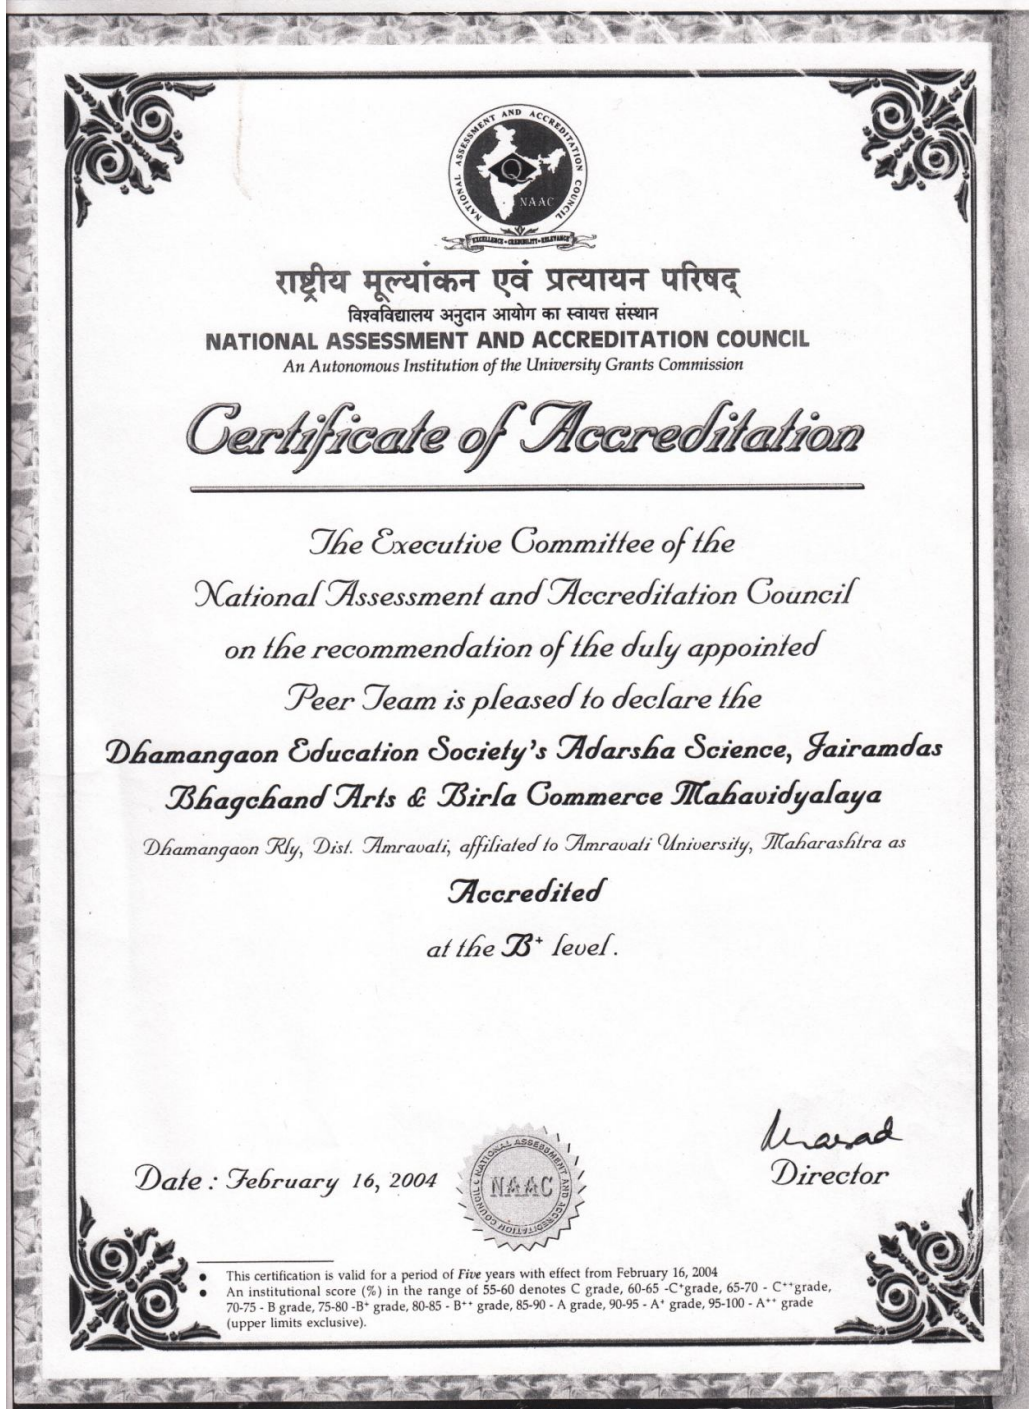 NATIONAL ASSESSMENT AND ACCREDITATION COUNCIL
Q
NAAC
EXCELLENCE • CREDIBILITY • RELEVANCE
राष्ट्रीय मूल्यांकन एवं प्रत्यायन परिषद्
विश्वविद्यालय अनुदान आयोग का स्वायत्त संस्थान
NATIONAL ASSESSMENT AND ACCREDITATION COUNCIL
An Autonomous Institution of the University Grants Commission
Certificate of Accreditation
The Executive Committee of the
National Assessment and Accreditation Council
on the recommendation of the duly appointed
Peer Team is pleased to declare the
Dhamangaon Education Society's Adarsha Science, Jairamdas
Bhagchand Arts & Birla Commerce Mahavidyalaya
Dhamangaon Rly, Dist. Amravati, affiliated to Amravati University, Maharashtra as
Accredited
at the B⁺ level.
Date : February 16, 2004
NATIONAL ASSESSMENT AND ACCREDITATION COUNCIL
NAAC
Director
• This certification is valid for a period of Five years with effect from February 16, 2004
• An institutional score (%) in the range of 55-60 denotes C grade, 60-65 -C⁺grade, 65-70 - C⁺⁺grade,
70-75 - B grade, 75-80 -B⁺ grade, 80-85 - B⁺⁺ grade, 85-90 - A grade, 90-95 - A⁺ grade, 95-100 - A⁺⁺ grade
(upper limits exclusive).